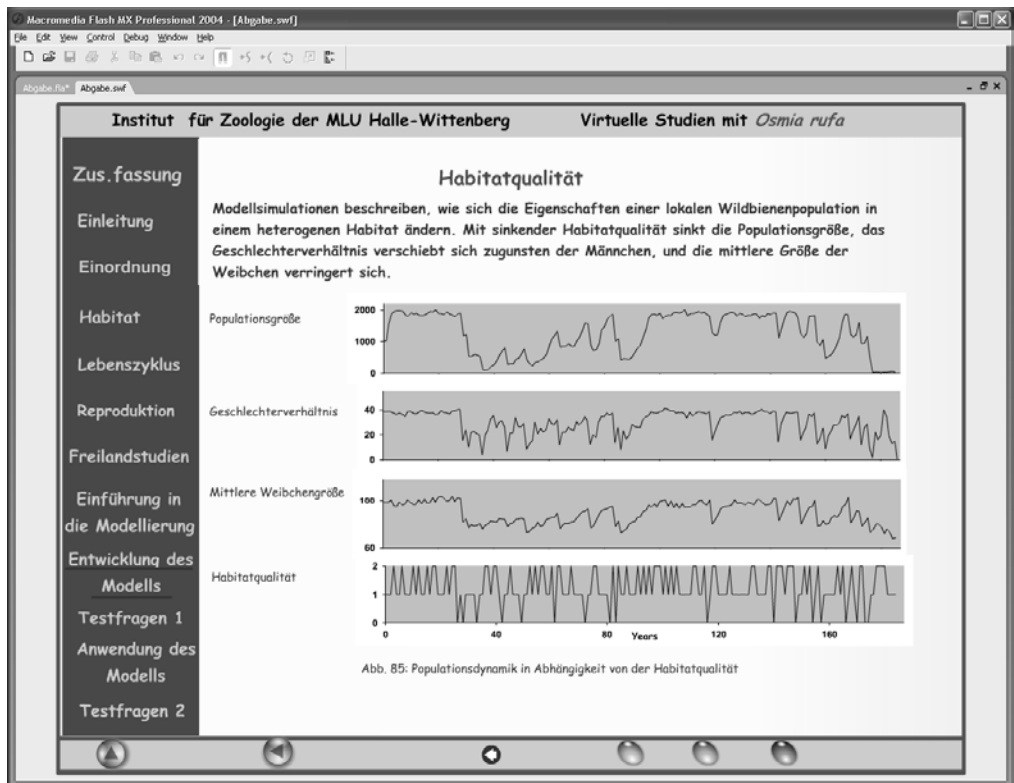 Macromedia Flash MX Professional 2004 - [Abgabe.swf]
File Edit View Control Debug Window Help
Abgabe.fla* Abgabe.swf
Institut für Zoologie der MLU Halle-Wittenberg Virtuelle Studien mit Osmia rufa
Zus.fassung
Einleitung
Einordnung
Habitat
Lebenszyklus
Reproduktion
Freilandstudien
Einführung in
die Modellierung
Entwicklung des
Modells
Testfragen 1
Anwendung des
Modells
Testfragen 2
Habitatqualität
Modellsimulationen beschreiben, wie sich die Eigenschaften einer lokalen Wildbienenpopulation in
einem heterogenen Habitat ändern. Mit sinkender Habitatqualität sinkt die Populationsgröße, das
Geschlechterverhältnis verschiebt sich zugunsten der Männchen, und die mittlere Größe der
Weibchen verringert sich.
Populationsgröße
2000
1000
0
Geschlechterverhältnis
40
20
0
Mittlere Weibchengröße
100
60
Habitatqualität
2
1
0
0 40 80 Years 120 160
Abb. 85: Populationsdynamik in Abhängigkeit von der Habitatqualität